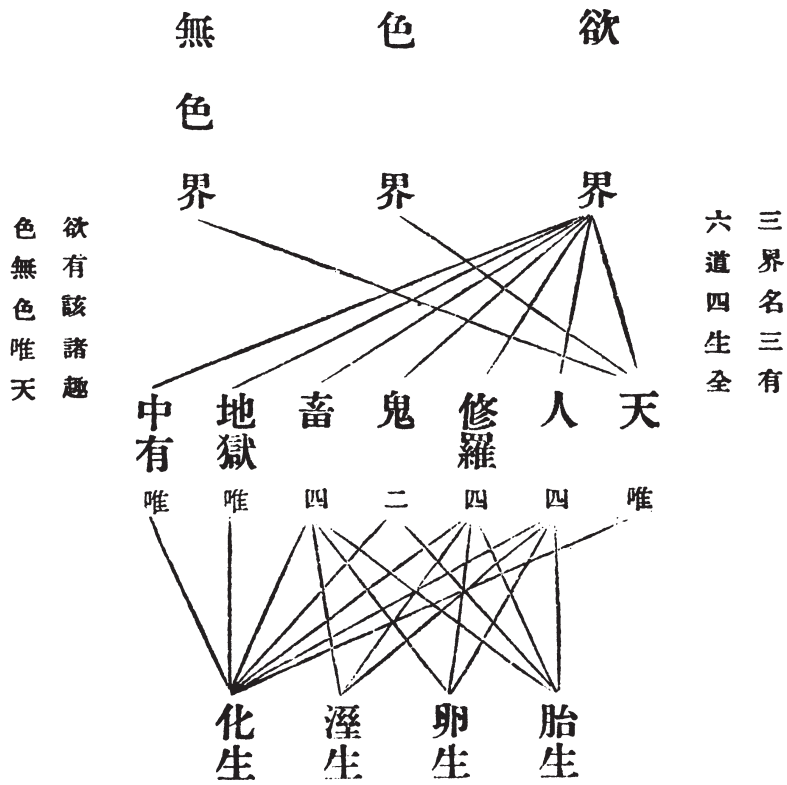 三界名三有
六道四生全
欲界
色界
無色界
欲有該諸趣
色無色唯天
天
人
修羅
鬼
畜
地獄
中有
唯
四
四
二
四
唯
唯
胎生
卵生
溼生
化生